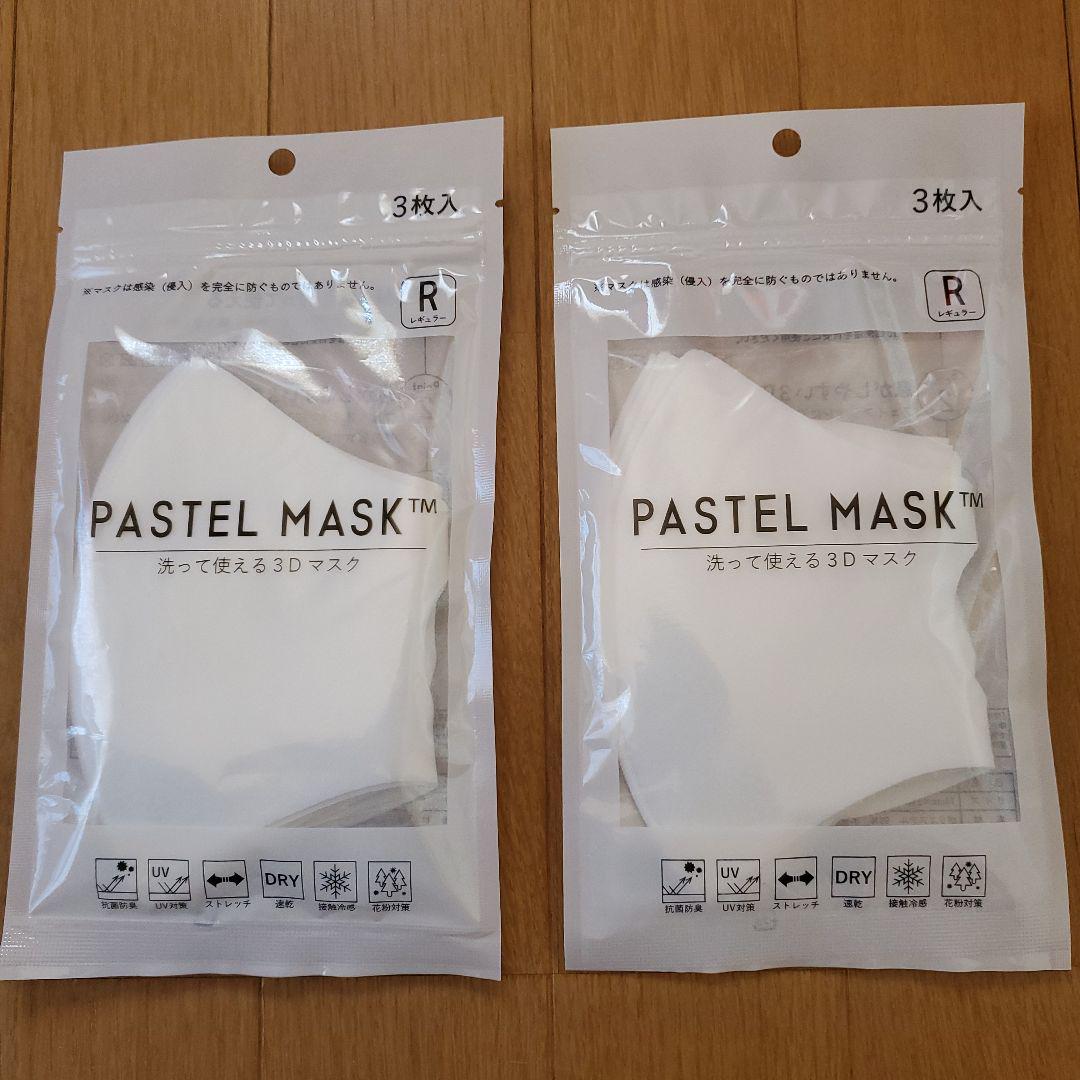 3枚入
※マスクは感染（侵入）を完全に防ぐものではありません。
R
レギュラー
PASTEL MASK™
洗って使える3Dマスク
UV
DRY
抗菌防臭
UV対策
ストレッチ
速乾
接触冷感
花粉対策
3枚入
※マスクは感染（侵入）を完全に防ぐものではありません。
R
レギュラー
PASTEL MASK™
洗って使える3Dマスク
UV
DRY
抗菌防臭
UV対策
ストレッチ
速乾
接触冷感
花粉対策